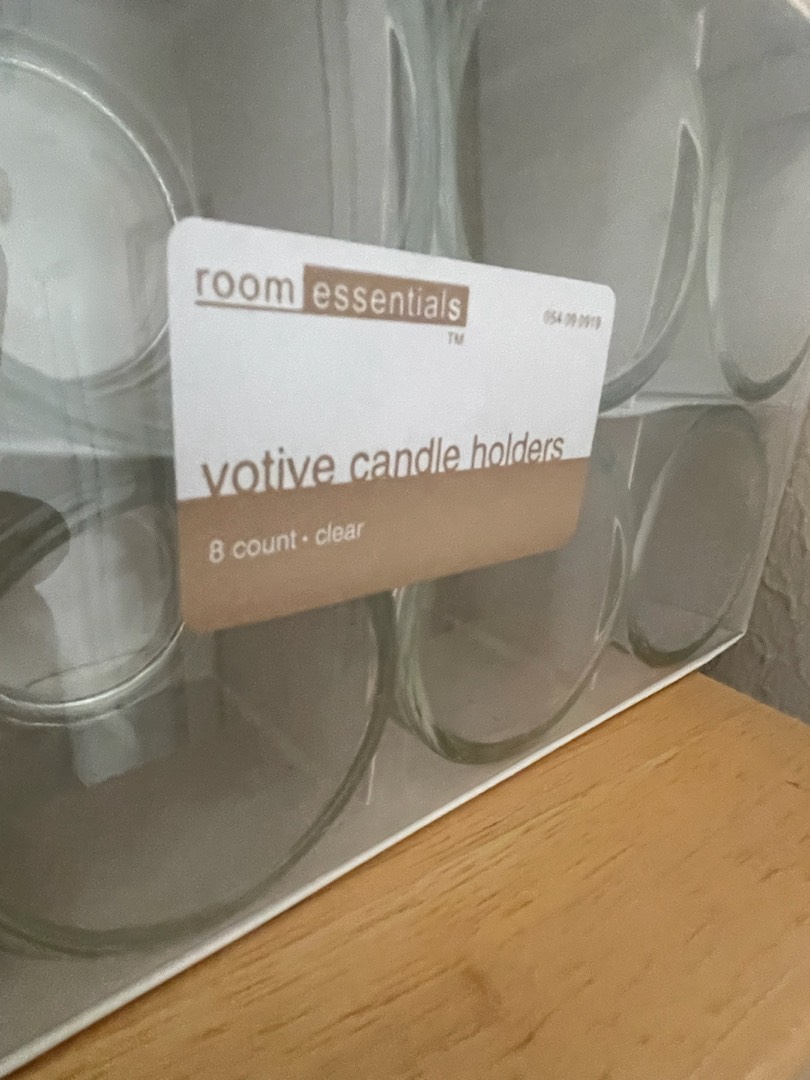 room essentials
TM
054 09 0919
votive candle holders
8 count • clear